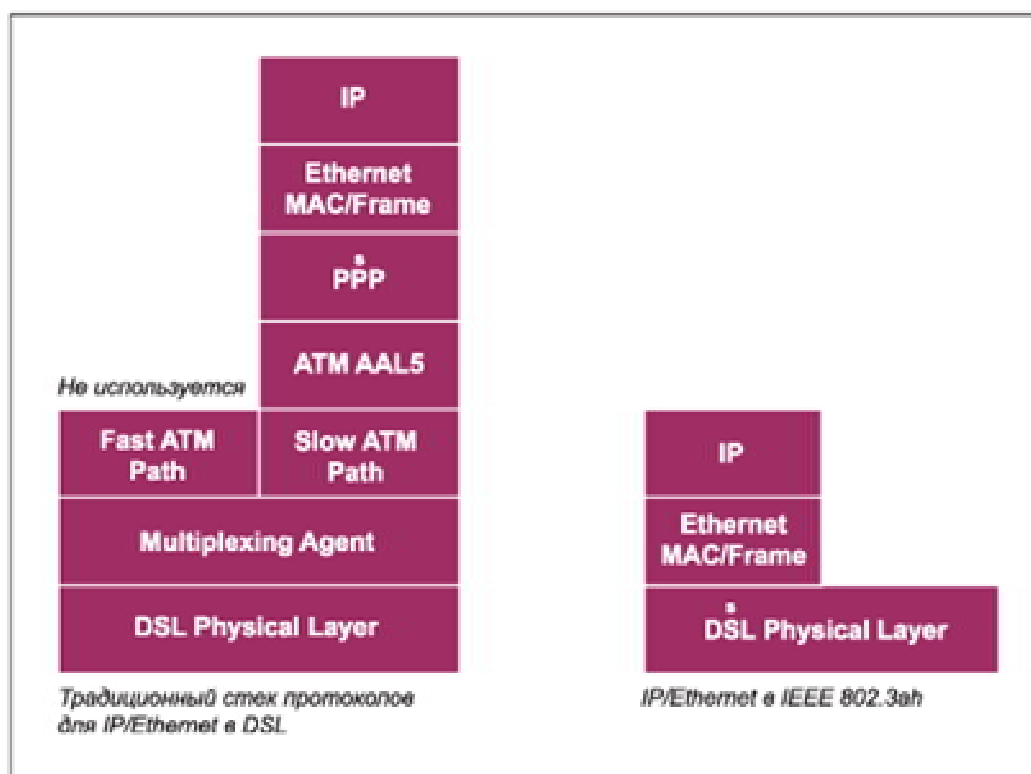 IP
Ethernet
MAC/Frame
s
PPP
ATM AAL5
Не используется
Fast ATM
Path
Slow ATM
Path
Multiplexing Agent
DSL Physical Layer
Традиционный стек протоколов
для IP/Ethernet в DSL
IP
Ethernet
MAC/Frame
s
DSL Physical Layer
IP/Ethernet в IEEE 802.3ah